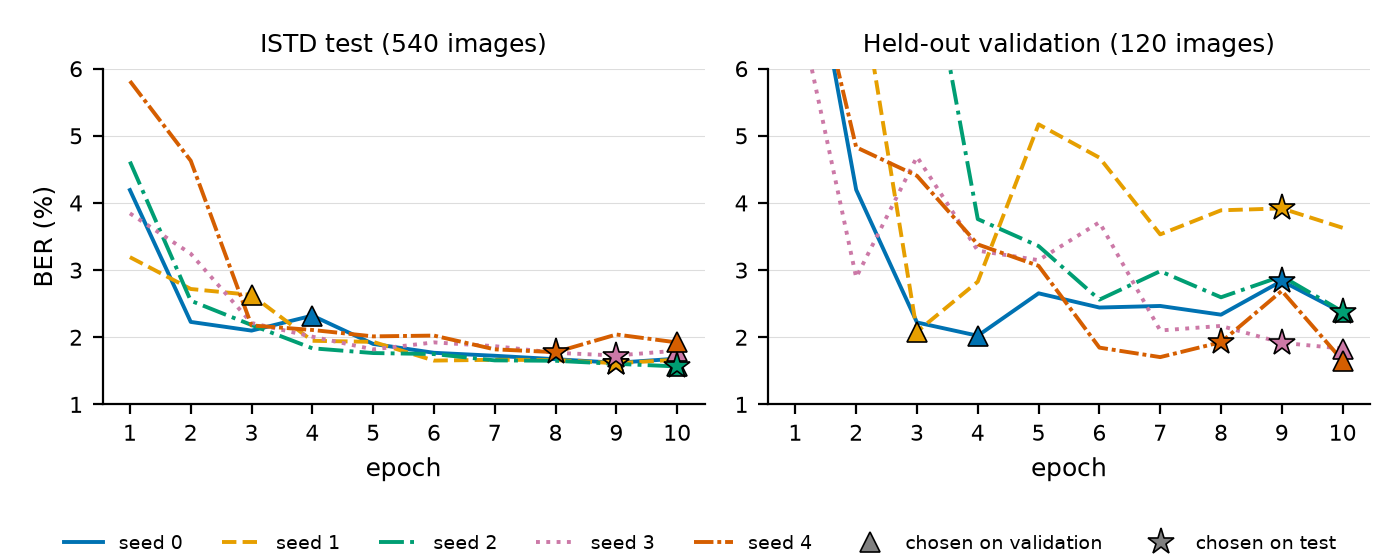 ISTD test (540 images)
Held-out validation (120 images)
BER (%)
6
5
4
3
2
1
1 2 3 4 5 6 7 8 9 10
epoch
6
5
4
3
2
1
1 2 3 4 5 6 7 8 9 10
epoch
seed 0 seed 1 seed 2 seed 3 seed 4 chosen on validation chosen on test